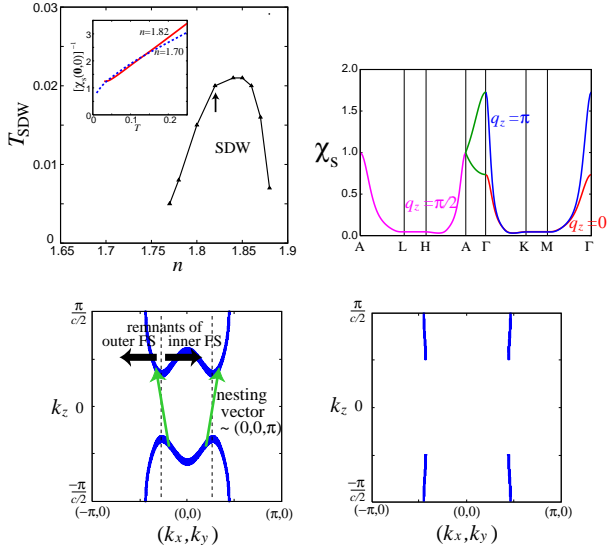 0.03
0.02
0.01
0
T_SDW
1.65
1.7
1.75
1.8
1.85
1.9
n
SDW
[χ_s(0,0)]^{-1}
3
2
1
0
0
0.2
T
n=1.82
n=1.70
2.0
1.5
1.0
0.5
0.0
χ_s
A
L
H
A
Γ
K
M
Γ
q_z=π
q_z=π/2
q_z=0
π
c/2
k_z 0
−π
c/2
remnants of
outer FS
inner FS
nesting
vector
~ (0,0,π)
(−π,0)
(0,0)
(π,0)
(k_x,k_y)
π
c/2
k_z 0
−π
c/2
(−π,0)
(0,0)
(π,0)
(k_x,k_y)